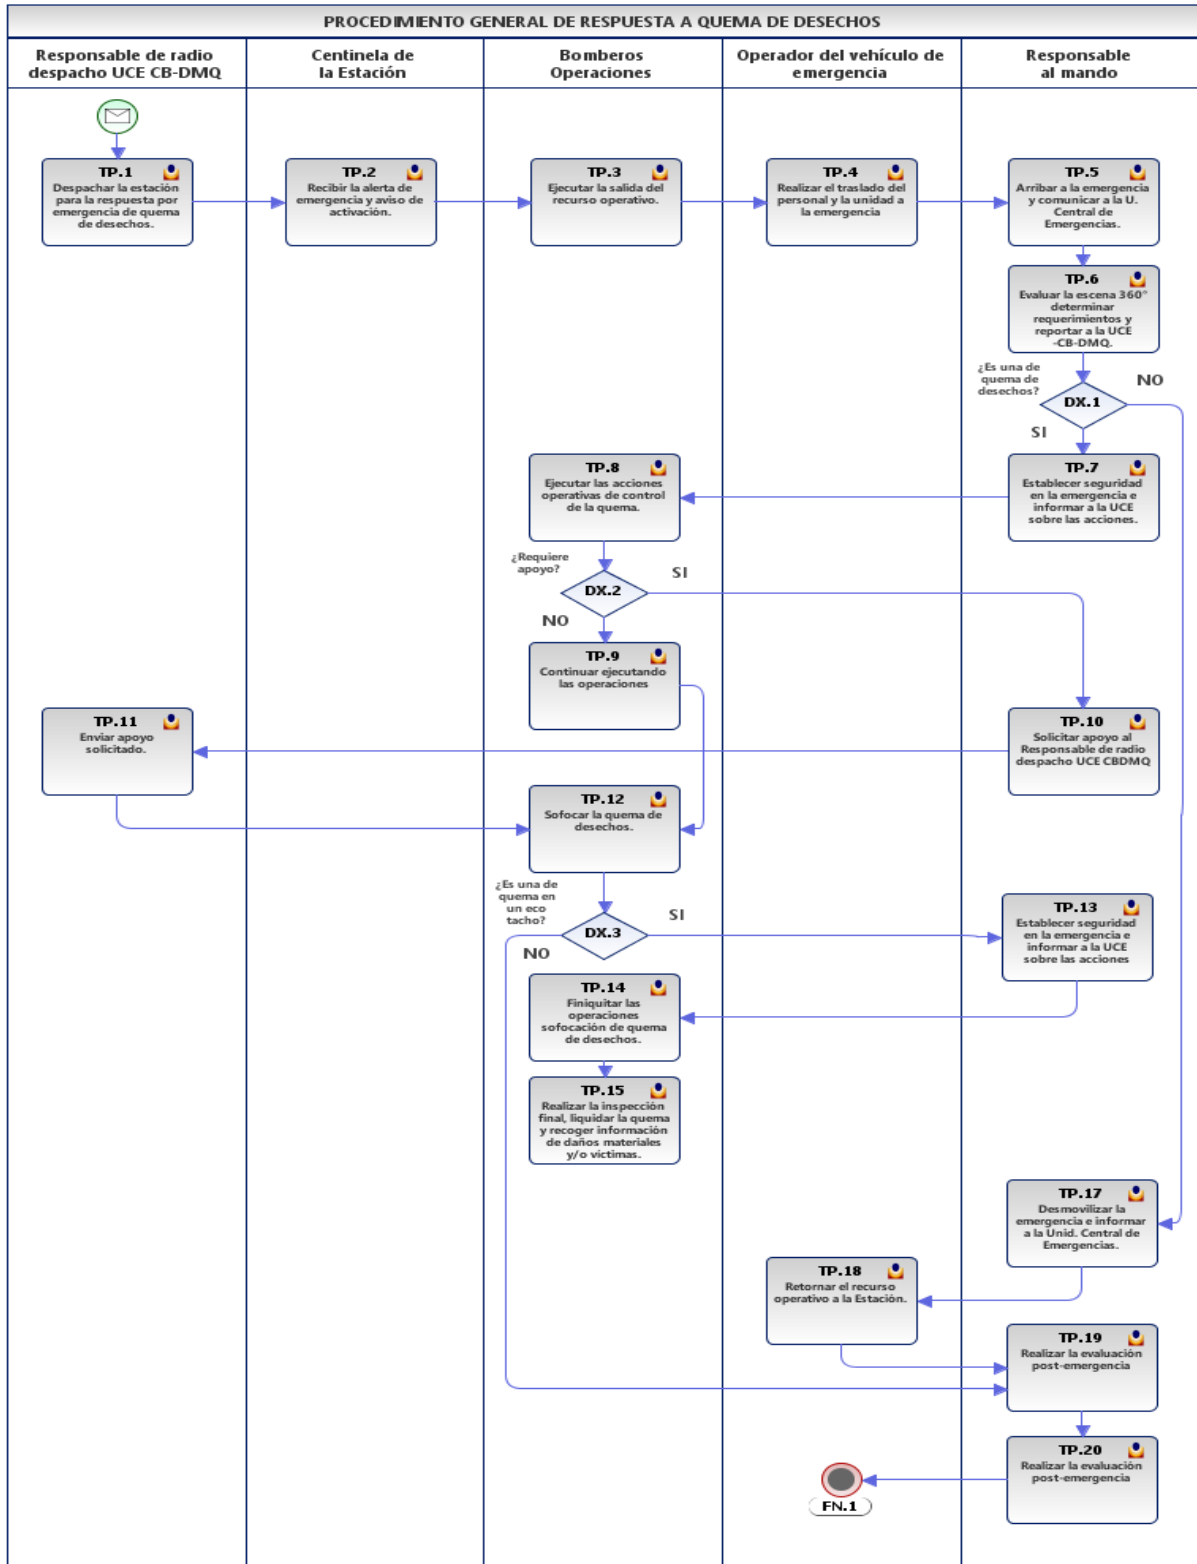 PROCEDIMIENTO GENERAL DE RESPUESTA A QUEMA DE DESECHOS
Responsable de radio
despacho UCE CB-DMQ
Centinela de
la Estación
Bomberos
Operaciones
Operador del vehículo de
emergencia
Responsable
al mando
TP.1
Despachar la estación
para la respuesta por
emergencia de quema
de desechos.
TP.2
Recibir la alerta de
emergencia y aviso de
activación.
TP.3
Ejecutar la salida del
recurso operativo.
TP.4
Realizar el traslado del
personal y la unidad a
la emergencia
TP.5
Arribar a la emergencia
y comunicar a la U.
Central de
Emergencias.
TP.6
Evaluar la escena 360°
determinar
requerimientos y
reportar a la UCE
-CB-DMQ.
¿Es una de
quema de
desechos?
NO
DX.1
SI
TP.7
Establecer seguridad
en la emergencia e
informar a la UCE
sobre las acciones.
TP.8
Ejecutar las acciones
operativas de control
de la quema.
¿Requiere
apoyo?
SI
DX.2
NO
TP.9
Continuar ejecutando
las operaciones
TP.10
Solicitar apoyo al
Responsable de radio
despacho UCE CBDMQ
TP.11
Enviar apoyo
solicitado.
TP.12
Sofocar la quema de
desechos.
¿Es una de
quema en
un eco
tacho?
SI
DX.3
NO
TP.13
Establecer seguridad
en la emergencia e
informar a la UCE
sobre las acciones
TP.14
Finiquitar las
operaciones
sofocación de quema
de desechos.
TP.15
Realizar la inspección
final, liquidar la quema
y recoger información
de daños materiales
y/o victimas.
TP.17
Desmovilizar la
emergencia e informar
a la Unid. Central de
Emergencias.
TP.18
Retornar el recurso
operativo a la Estación.
TP.19
Realizar la evaluación
post-emergencia
TP.20
Realizar la evaluación
post-emergencia
FN.1